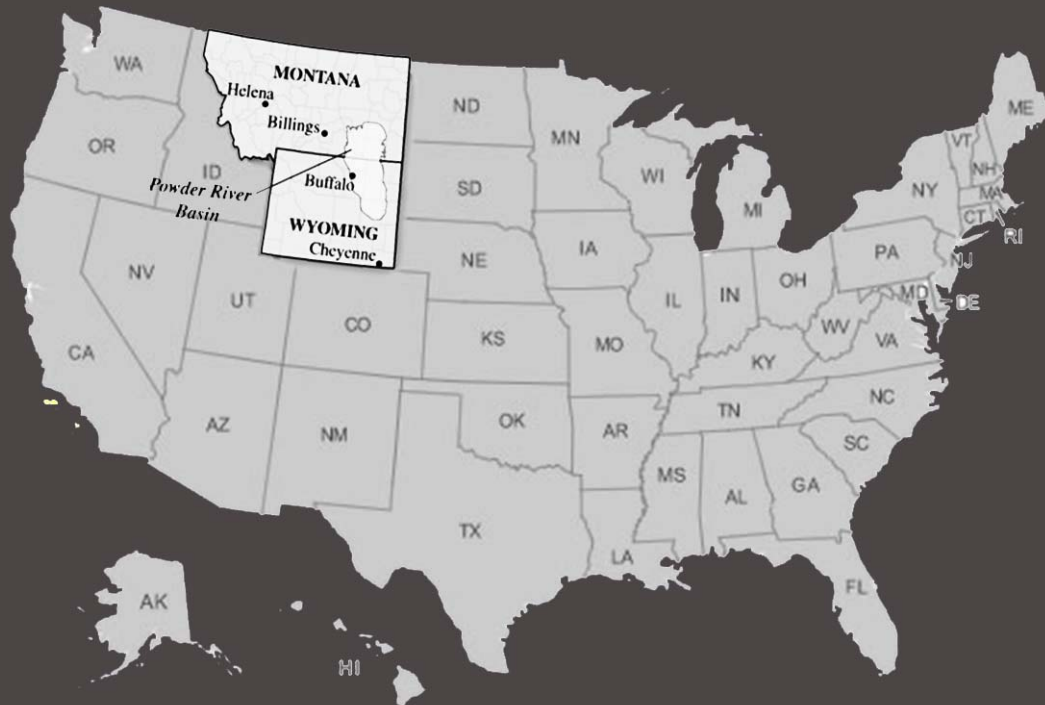 WA
MONTANA
Helena
Billings
ND
MN
ME
OR
ID
VT
NH
Powder River
Basin
Buffalo
SD
WI
MI
NY
MA
CT
RI
WYOMING
Cheyenne
NE
IA
PA
NJ
NV
UT
CO
IL
IN
OH
MD
DE
CA
KS
MO
WV
VA
KY
AZ
NM
OK
AR
TN
NC
SC
MS
AL
GA
TX
LA
FL
AK
HI